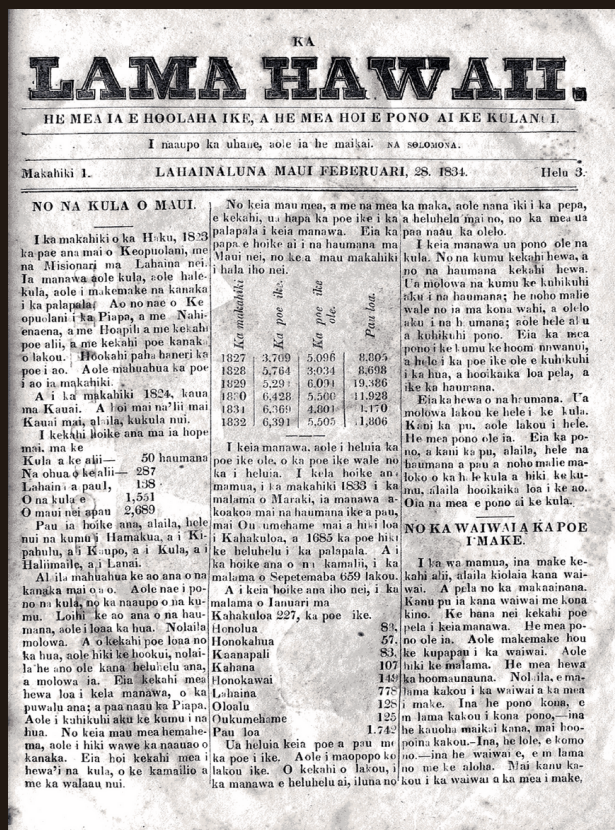 KA
LAMA HAWAII.
HE MEA IA E HOOLAHA IKE, A HE MEA HOI E PONO AI KE KULANUI.
I naaupo ka uhane, aole ia he maikai. NA SOLOMONA.
Makahiki 1. LAHAINALUNA MAUI FEBERUARI, 28. 1834. Helu 3.
NO NA KULA O MAUI.
I ka makahiki o ka Haku, 1823
ka pae ana mai o Keopuolani, me
na Misionari ma Lahaina nei.
Ia manawa aole kula, aole hale-
kula, aole i makemake na kanaka
i ka palapala. Ao no nae o Ke
opuolani i ka Piapa, a me Nahi-
enaena, a me Hoapili a me kekahi
poe alii, a me kekahi poe kanaka
o lakou. Hookahi paha haneri ka
poe i ao. Aole mahuahua ka poe
i ao ia makahiki.
A i ka makahiki 1824, kaua
ma Kauai. A hoi mai na'lii mai
Kauai mai, alaila, kukula nui.
I kekahi hoike ana ma ia hope
mai, ma ke
Kula a ke alii— 50 haumana
Na ohua o ke alii— 287
Lahaina a paul, 138
O na kula e 1,551
O maui nei apau 2,689
Pau ia hoike ana, alaila, hele
nui na kumu i Hamakua, a i Ki-
pahulu, a i Kaupo, a i Kula, a i
Haliimaile, a i Lanai.
Alaila mahuahua ke ao ana o na
kanaka mai o a o. Aole nae i po-
no na kula, no ka naaupo o na ku-
mu. Loihi ke ao ana o na hau-
mana, aole i loaa ka hua. Nolaila
molowa. A o kekahi poe loaa no
ka hua, aole hiki ke hookui, nolai-
la he ano ole kana heluhelu ana,
a molowa ia. Eia kekahi mea
hewa loa i kela manawa, o ka
puwalu ana; a paa naau ka Piapa.
Aole i kuhikuhi aku ke kumu i na
hua. No keia mau mea hemahe-
ma, aole i hiki wawe ka naauao o
kanaka. Eia hoi kekahi mea i
hewa'i na kula, o ke kamailio a
me ka walaau nui.
No keia mau mea, a me na mea
e kekahi, ua hapa ka poe ike i ka
palapala i keia manawa. Eia ka
papa e hoike ai i na haumana ma
Maui nei, no ke a mau makahiki
i hala iho nei.
Ka makahiki Ka poe ike. Ka poe ike ole. Pau loa.
1827 3,709 5,096 8,805
1828 5,764 3,034 8,698
1829 5,291 6,094 19,386
1830 6,428 5,500 11,928
1831 6,369 4,801 1,170
1832 6,391 5,505 1,806
I keia manawa, aole i heluia ka
poe ike ole, o ka poe ike wale no
ka i heluia. I kela hoike ana
mamua, i ka makahiki 1833 i ka
malama o Maraki, ia manawa a-
koakoa mai na haumana ike a pau,
mai Oukumehame mai a hiki loa
i Kahakuloa, a 1685 ka poe hiki
ke heluhelu i ka palapala. A i
ka hoike ana o na kamalii, i ka
malama o Sepetemaba 659 lakou.
A i keia hoike ana iho nei, i ka
malama o Ianuari ma
Kahakuloa 227, ka poe ike.
Honolua 82,
Honokahua 57,
Kaanapali 83,
Kahana 107
Honokawai 149
Lahaina 778
Oloalu 128
Oukumehame 125
Pau loa 1.742
Ua heluia keia poe a pau me
ka poe i ike. Aole i maopopo ko
lakou ike. O kekahi o lakou, i
ka manawa e heluhelu ai, iluna no
ka maka, aole nana iki i ka pepa,
a heluhelu mai no, no ka mea ua
paa naau ka olelo.
I keia manawa ua pono ole na
kula. No na kumu kekahi hewa, a
no na haumana kekahi hewa.
Ua molowa na kumu ke kuhikuhi
aku i na haumana; he noho malie
wale no ia ma kona wahi, a olelo
aku i na haumana; aole hele aku
a kuhikuhi pono. Eia ka mea
pono i ke kumu ke hoomanawanui,
a hele i ka poe ike ole e kuhikuhi
i ka hua, a hooikaika loa pela, a
ike ka haumana.
Eia ka hewa o na haumana. Ua
molowa lakou ke hele i ke kula.
Kani ka pu, aole lakou i hele.
He mea pono ole ia. Eia ka po-
no, a kani ka pu, alaila, hele na
haumana a pau a noho malie ma-
loko o ka hale kula a hiki ke ku-
mu, alaila hooikaika loa i ke ao.
Oia na mea e pono ai ke kula.
NO KA WAIWAI A KA POE
I MAKE.
I ka wa mamua, ina make ke-
kahi alii, alaila kiolaia kana wai-
wai. A pela no ka makaainana.
Kanu pu ia kana waiwai me kona
kino. Ke hana nei kekahi poe
pela i keia manawa. He mea po-
no ole ia. Aole makemake hou
ke kupapau i ka waiwai. Aole
hiki ke malama. He mea hewa
ka hoomaunauna. Nolaila, e ma-
lama kakou i ka waiwai a ka mea
i make. Ina he pono kona, e
malama kakou i kona pono,—ina
he kauoha maikai kana, mai hoo-
poina kakou.—Ina, he lole, e komo
no.—ina he waiwai e, e malama
no me ke aloha. Mai kanu ka-
kou i ka waiwai a ka mea i make,